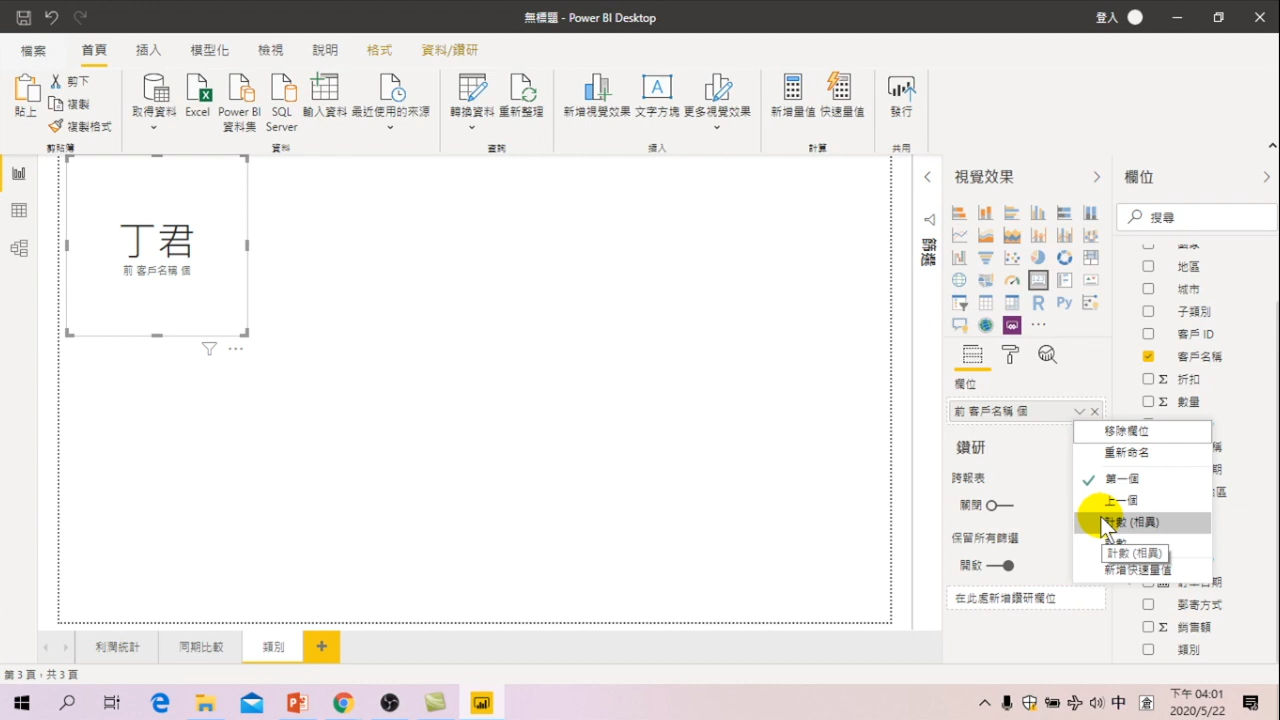 無標題 - Power BI Desktop
登入
檔案
首頁
插入
模型化
檢視
說明
格式
資料/鑽研
貼上
剪下
複製
複製格式
剪貼簿
取得資料
Excel
Power BI
資料集
SQL
Server
輸入資料
最近使用的來源
資料
轉換資料
重新整理
查詢
新增視覺效果
文字方塊
更多視覺效果
插入
新增量值
快速量值
計算
發行
共用
丁君
前 客戶名稱 個
篩選
視覺效果
R
Py
欄位
前 客戶名稱 個
鑽研
跨報表
關閉
保留所有篩選
開啟
在此處新增鑽研欄位
移除欄位
重新命名
第一個
上一個
計數 (相異)
計數 (相異)
新增快速量值
欄位
搜尋
國家
地區
城市
子類別
客戶 ID
客戶名稱
折扣
數量
訂單日期
郵寄方式
銷售額
類別
利潤統計
同期比較
類別
第 3 頁，共 3 頁
中
倉
下午 04:01
2020/5/22